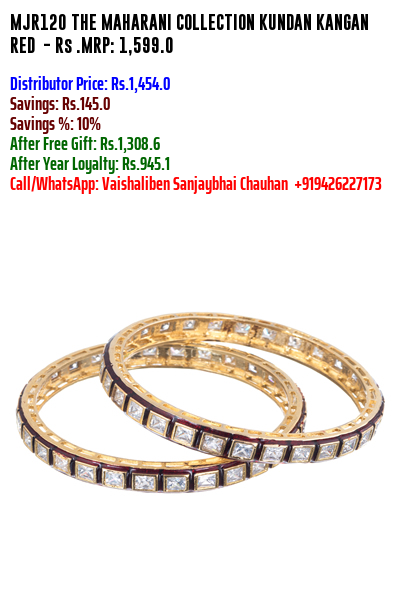 MJR120 THE MAHARANI COLLECTION KUNDAN KANGAN
RED - Rs .MRP: 1,599.0
Distributor Price: Rs.1,454.0
Savings: Rs.145.0
Savings %: 10%
After Free Gift: Rs.1,308.6
After Year Loyalty: Rs.945.1
Call/WhatsApp: Vaishaliben Sanjaybhai Chauhan +919426227173